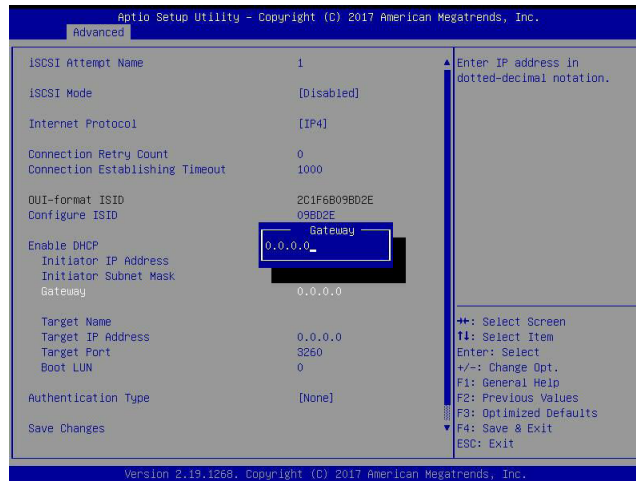 Aptio Setup Utility – Copyright (C) 2017 American Megatrends, Inc.
Advanced
iSCSI Attempt Name 1
iSCSI Mode [Disabled]
Internet Protocol [IP4]
Connection Retry Count 0
Connection Establishing Timeout 1000
OUI-format ISID 2C1F6B09BD2E
Configure ISID 09BD2E
Gateway
Enable DHCP 0.0.0.0_
Initiator IP Address
Initiator Subnet Mask
Gateway 0.0.0.0
Target Name
Target IP Address 0.0.0.0
Target Port 3260
Boot LUN 0
Authentication Type [None]
Save Changes
Enter IP address in
dotted-decimal notation.
→←: Select Screen
↑↓: Select Item
Enter: Select
+/-: Change Opt.
F1: General Help
F2: Previous Values
F3: Optimized Defaults
F4: Save & Exit
ESC: Exit
Version 2.19.1268. Copyright (C) 2017 American Megatrends, Inc.